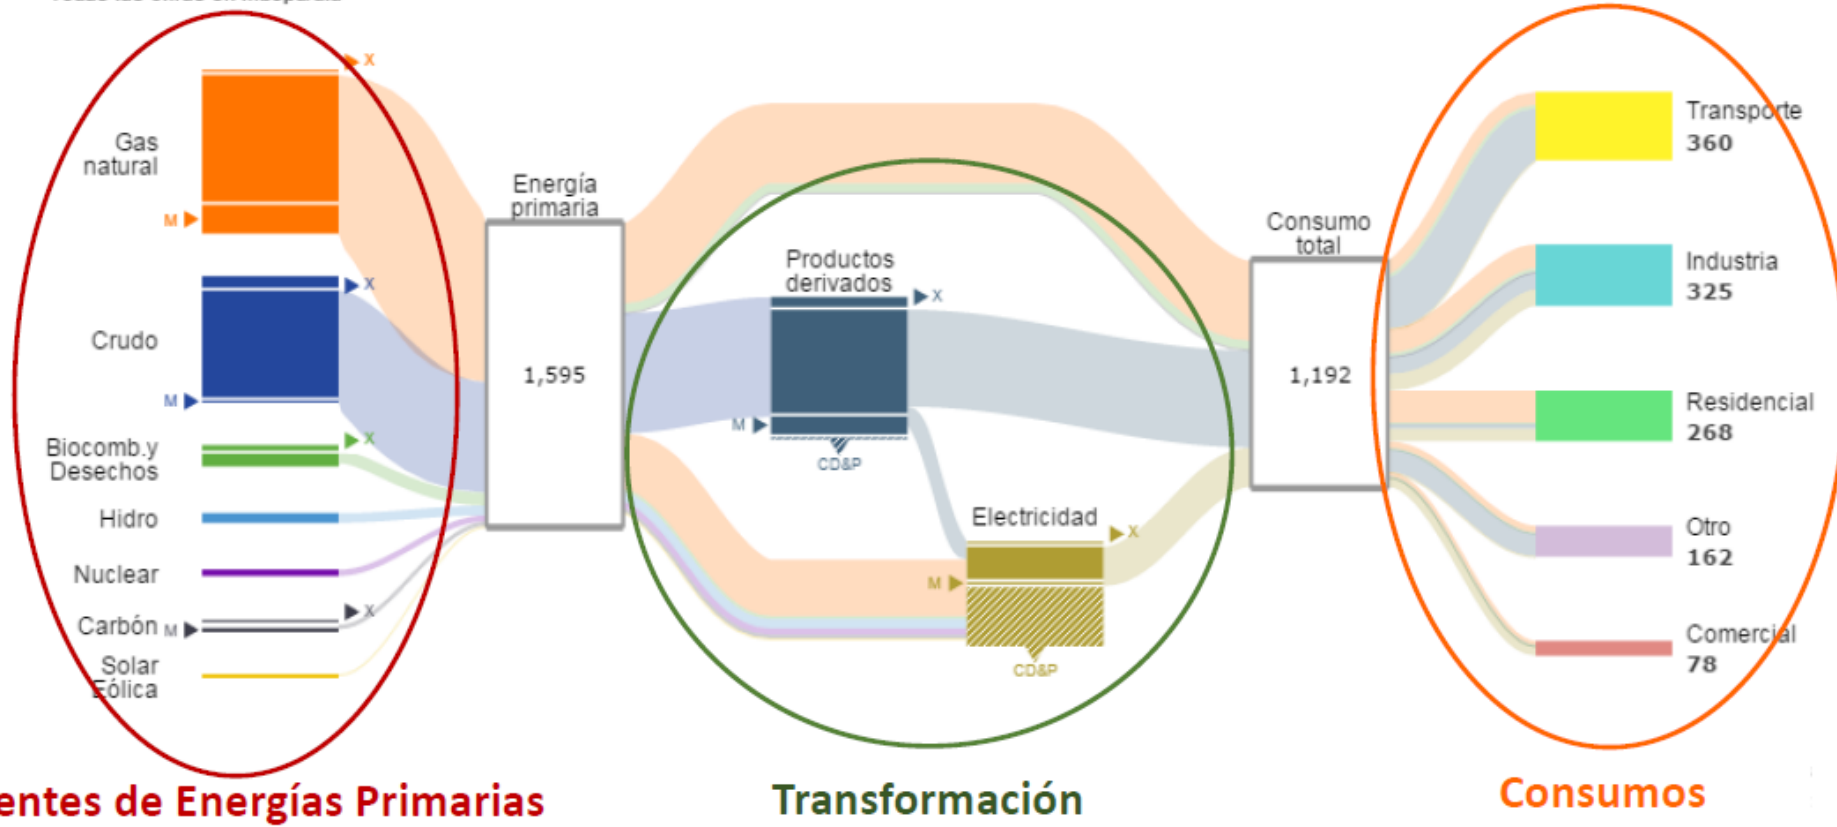 Gas
natural
X
M
Crudo
X
M
Biocomb.y
Desechos
X
Hidro
Nuclear
Carbón
M
X
Solar
Eólica
Energía
primaria
1,595
Productos
derivados
X
M
CD&P
Electricidad
X
M
CD&P
Consumo
total
1,192
Transporte
360
Industria
325
Residencial
268
Otro
162
Comercial
78
entes de Energías Primarias
Transformación
Consumos